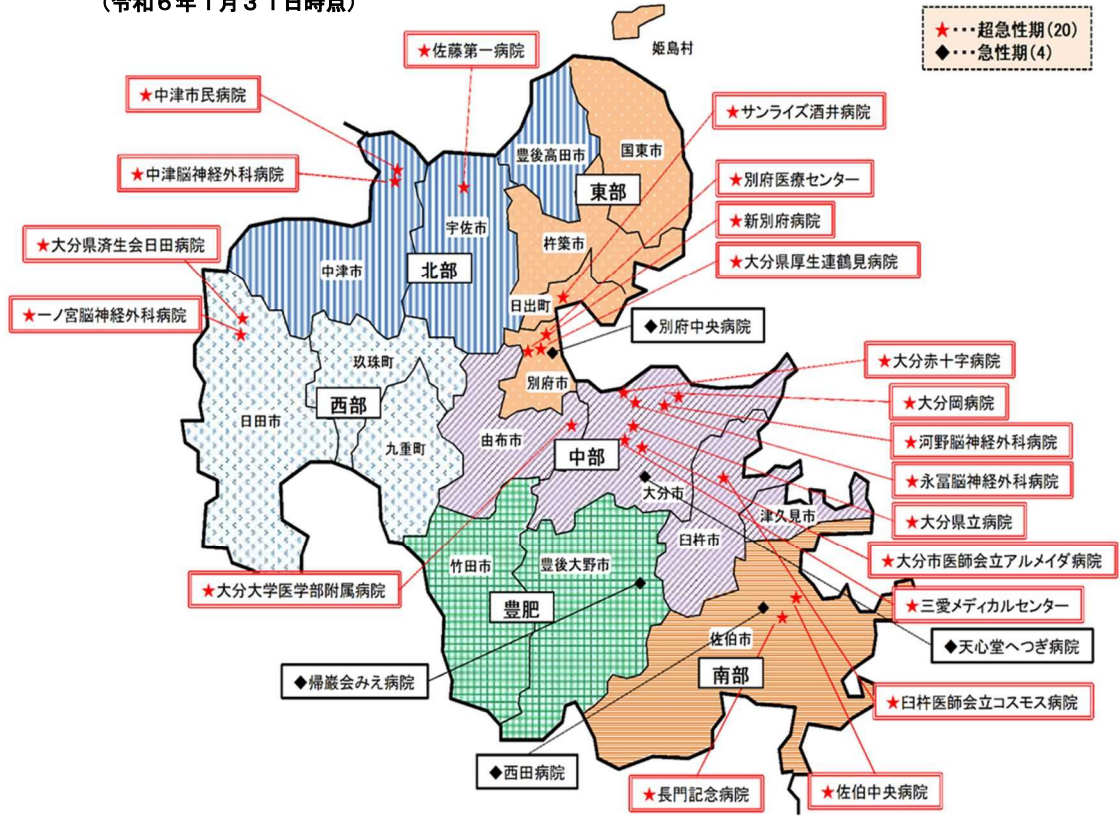 （令和６年１月３１日時点）
★･･･超急性期(20)
◆･･･急性期(4)
姫島村
★佐藤第一病院
★中津市民病院
★サンライズ酒井病院
国東市
豊後高田市
★中津脳神経外科病院
★別府医療センター
東部
★新別府病院
宇佐市
★大分県済生会日田病院
杵築市
★大分県厚生連鶴見病院
中津市
北部
日出町
★一ノ宮脳神経外科病院
◆別府中央病院
玖珠町
★大分赤十字病院
別府市
西部
★大分岡病院
日田市
由布市
★河野脳神経外科病院
九重町
中部
★永冨脳神経外科病院
大分市
津久見市
★大分県立病院
臼杵市
★大分市医師会立アルメイダ病院
竹田市
豊後大野市
★大分大学医学部附属病院
豊肥
★三愛メディカルセンター
佐伯市
◆天心堂へつぎ病院
南部
◆帰巌会みえ病院
★臼杵医師会立コスモス病院
◆西田病院
★長門記念病院
★佐伯中央病院